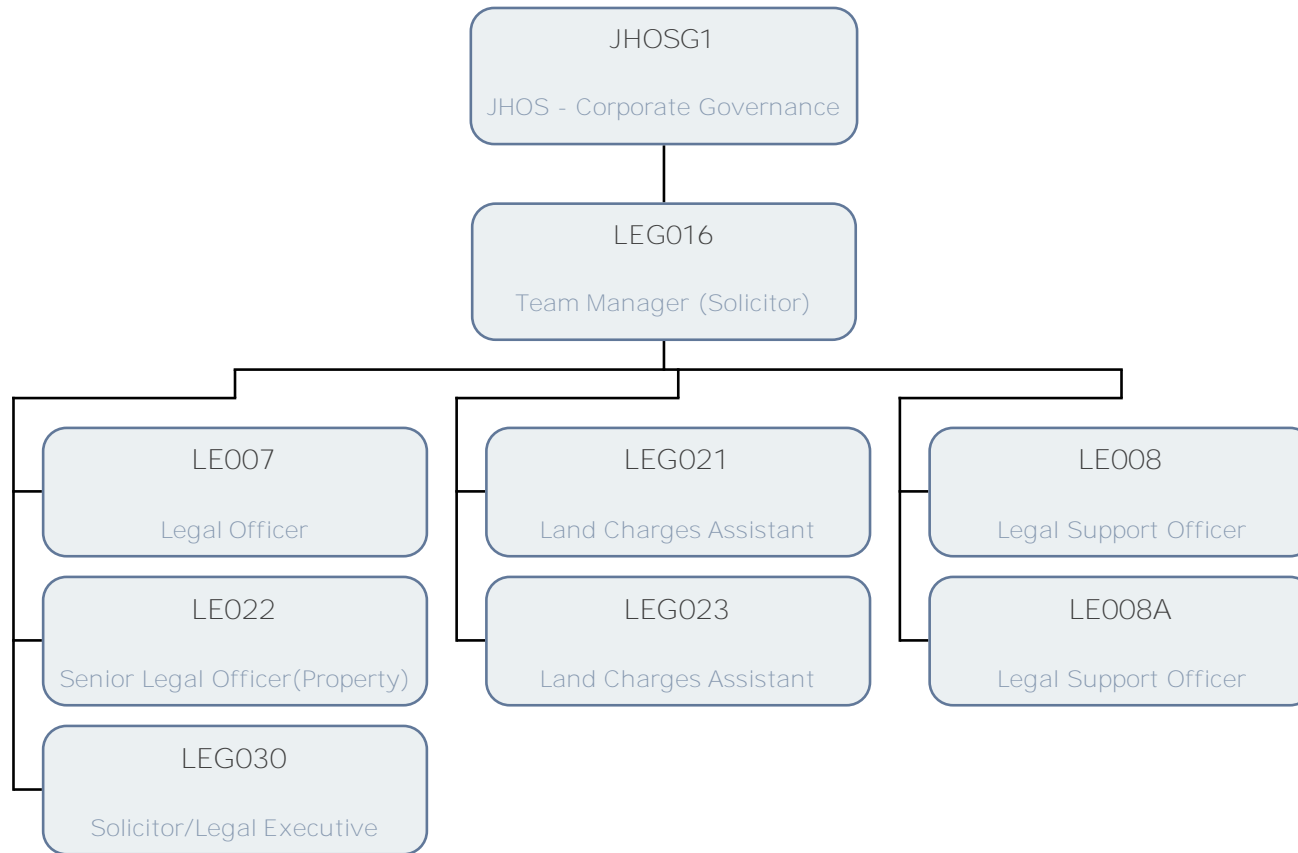 JHOSG1
JHOS - Corporate Governance
LEG016
Team Manager (Solicitor)
LE007
Legal Officer
LE022
Senior Legal Officer(Property)
LEG030
Solicitor/Legal Executive
LEG021
Land Charges Assistant
LEG023
Land Charges Assistant
LE008
Legal Support Officer
LE008A
Legal Support Officer